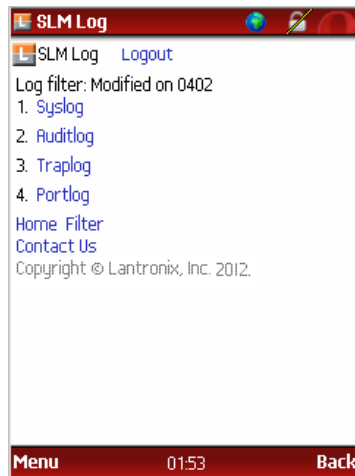 SLM Log
SLM Log Logout
Log filter: Modified on 0402
1. Syslog
2. Auditlog
3. Traplog
4. Portlog
Home Filter
Contact Us
Copyright © Lantronix, Inc. 2012.
Menu 01:53 Back